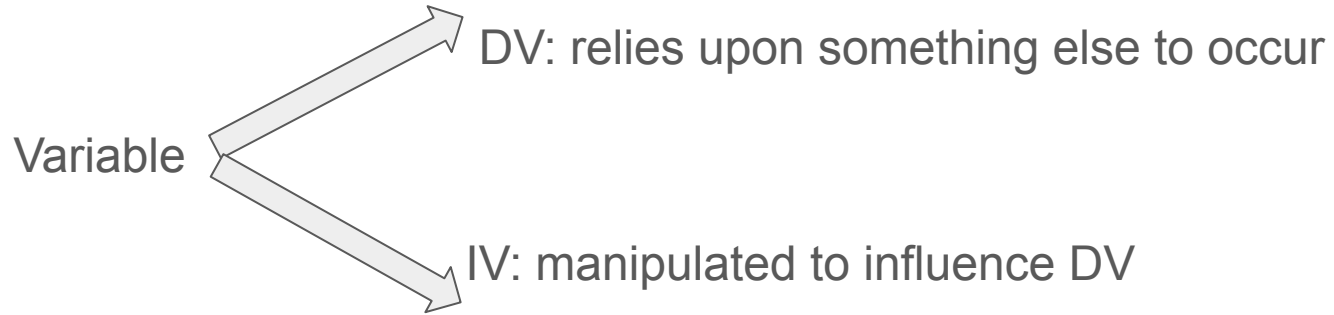 DV: relies upon something else to occur
Variable
IV: manipulated to influence DV